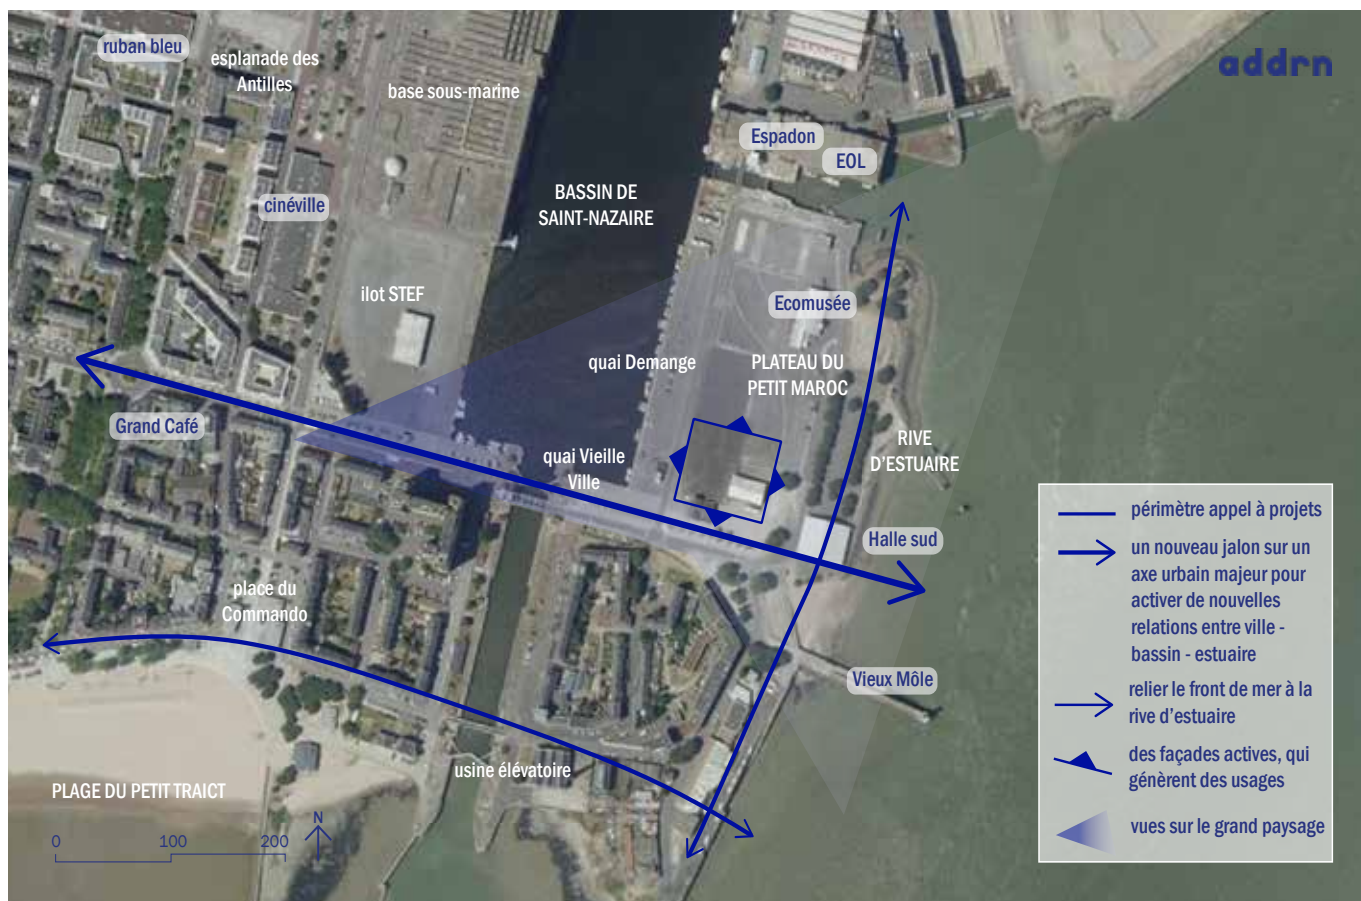 ruban bleu
esplanade des
Antilles
base sous-marine
addrn
Espadon
EOL
cinéville
BASSIN DE
SAINT-NAZAIRE
ilot STEF
Ecomusée
quai Demange
PLATEAU DU
PETIT MAROC
Grand Café
quai Vieille
Ville
RIVE
D'ESTUAIRE
Halle sud
place du
Commando
Vieux Môle
usine élévatoire
PLAGE DU PETIT TRAICT
0 100 200
N
périmètre appel à projets
un nouveau jalon sur un
axe urbain majeur pour
activer de nouvelles
relations entre ville -
bassin - estuaire
relier le front de mer à la
rive d'estuaire
des façades actives, qui
génèrent des usages
vues sur le grand paysage